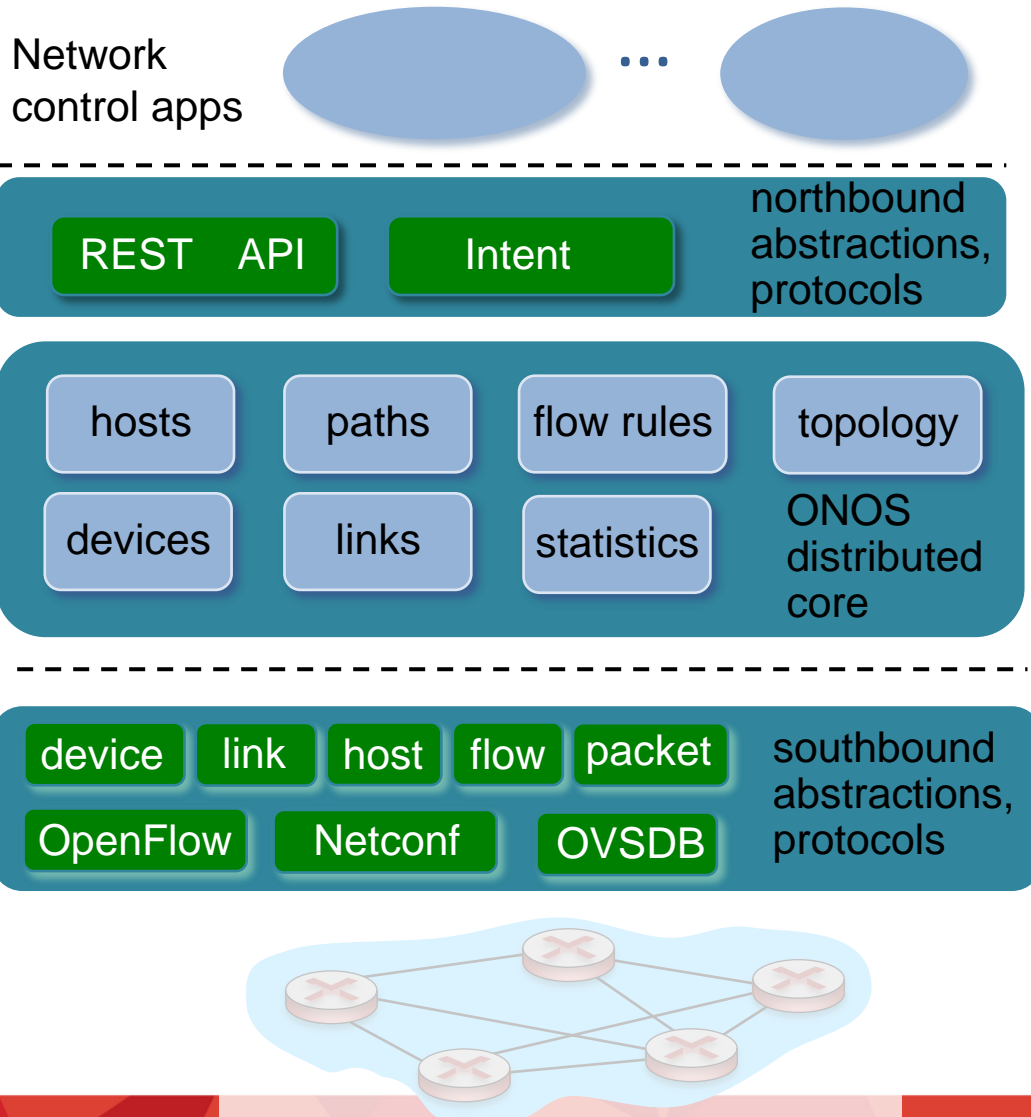 Network
control apps
...
REST API
Intent
northbound
abstractions,
protocols
hosts
paths
flow rules
topology
devices
links
statistics
ONOS
distributed
core
device
link
host
flow
packet
OpenFlow
Netconf
OVSDB
southbound
abstractions,
protocols